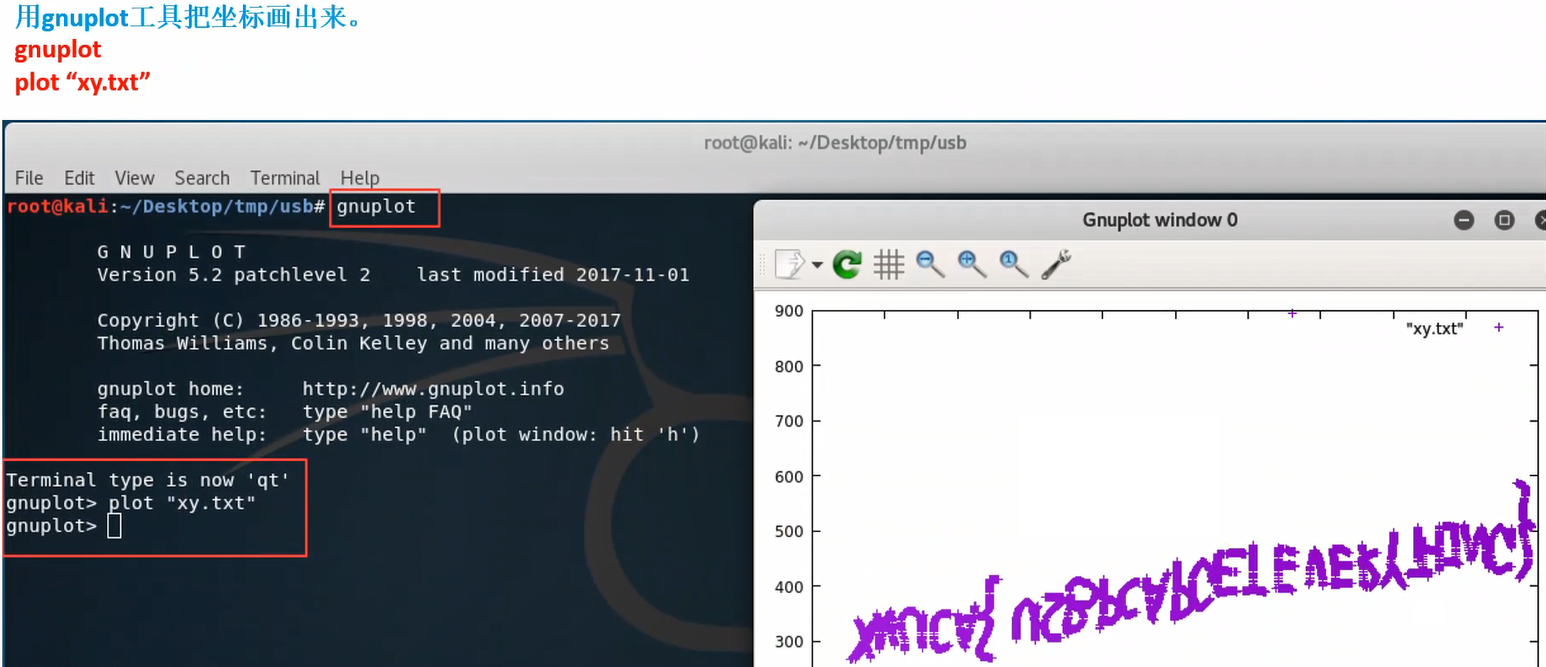 用gnuplot工具把坐标画出来。
gnuplot
plot “xy.txt”
root@kali: ~/Desktop/tmp/usb
File Edit View Search Terminal Help
root@kali:~/Desktop/tmp/usb# gnuplot
G N U P L O T
Version 5.2 patchlevel 2 last modified 2017-11-01
Copyright (C) 1986-1993, 1998, 2004, 2007-2017
Thomas Williams, Colin Kelley and many others
gnuplot home: http://www.gnuplot.info
faq, bugs, etc: type "help FAQ"
immediate help: type "help" (plot window: hit 'h')
Terminal type is now 'qt'
gnuplot> plot "xy.txt"
gnuplot>
Gnuplot window 0
900
"xy.txt"
800
700
600
500
400
300